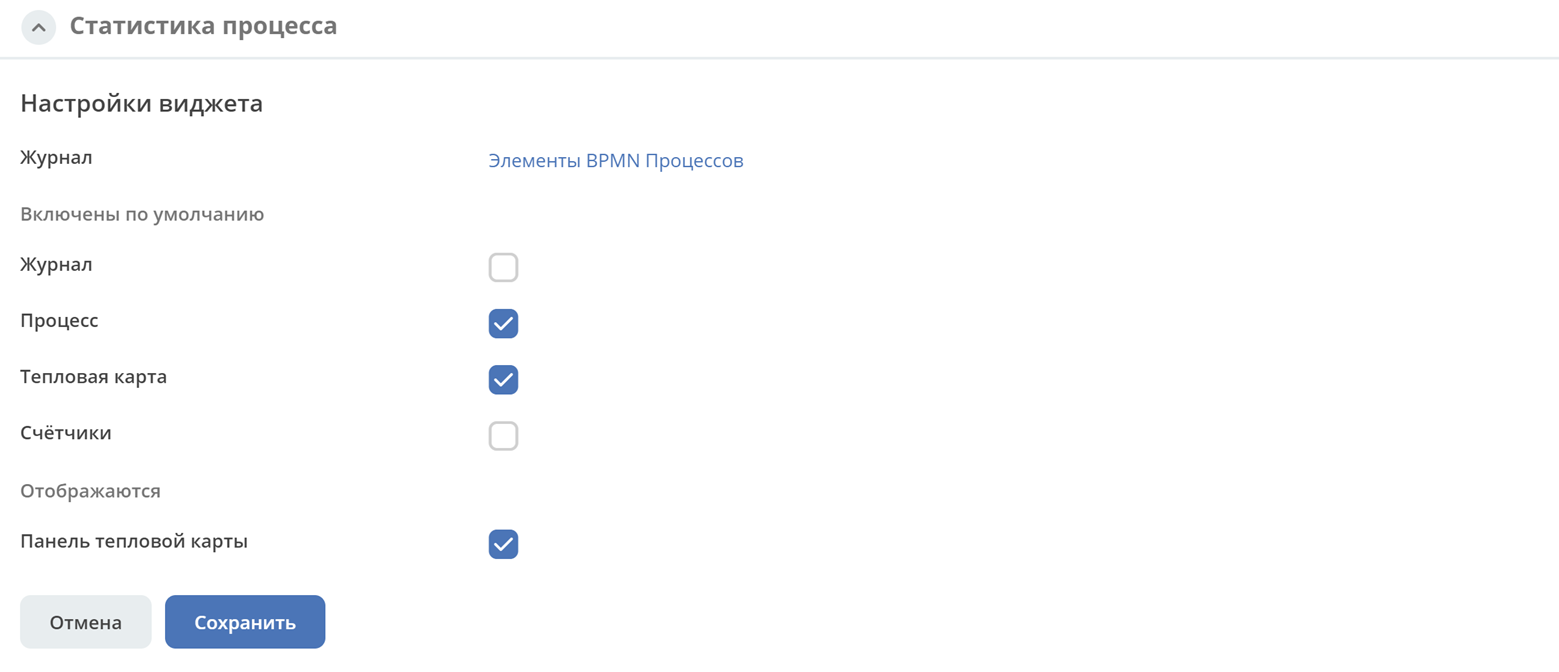 Статистика процесса
Настройки виджета
Журнал
Элементы BPMN Процессов
Включены по умолчанию
Журнал
Процесс
Тепловая карта
Счётчики
Отображаются
Панель тепловой карты
Отмена
Сохранить